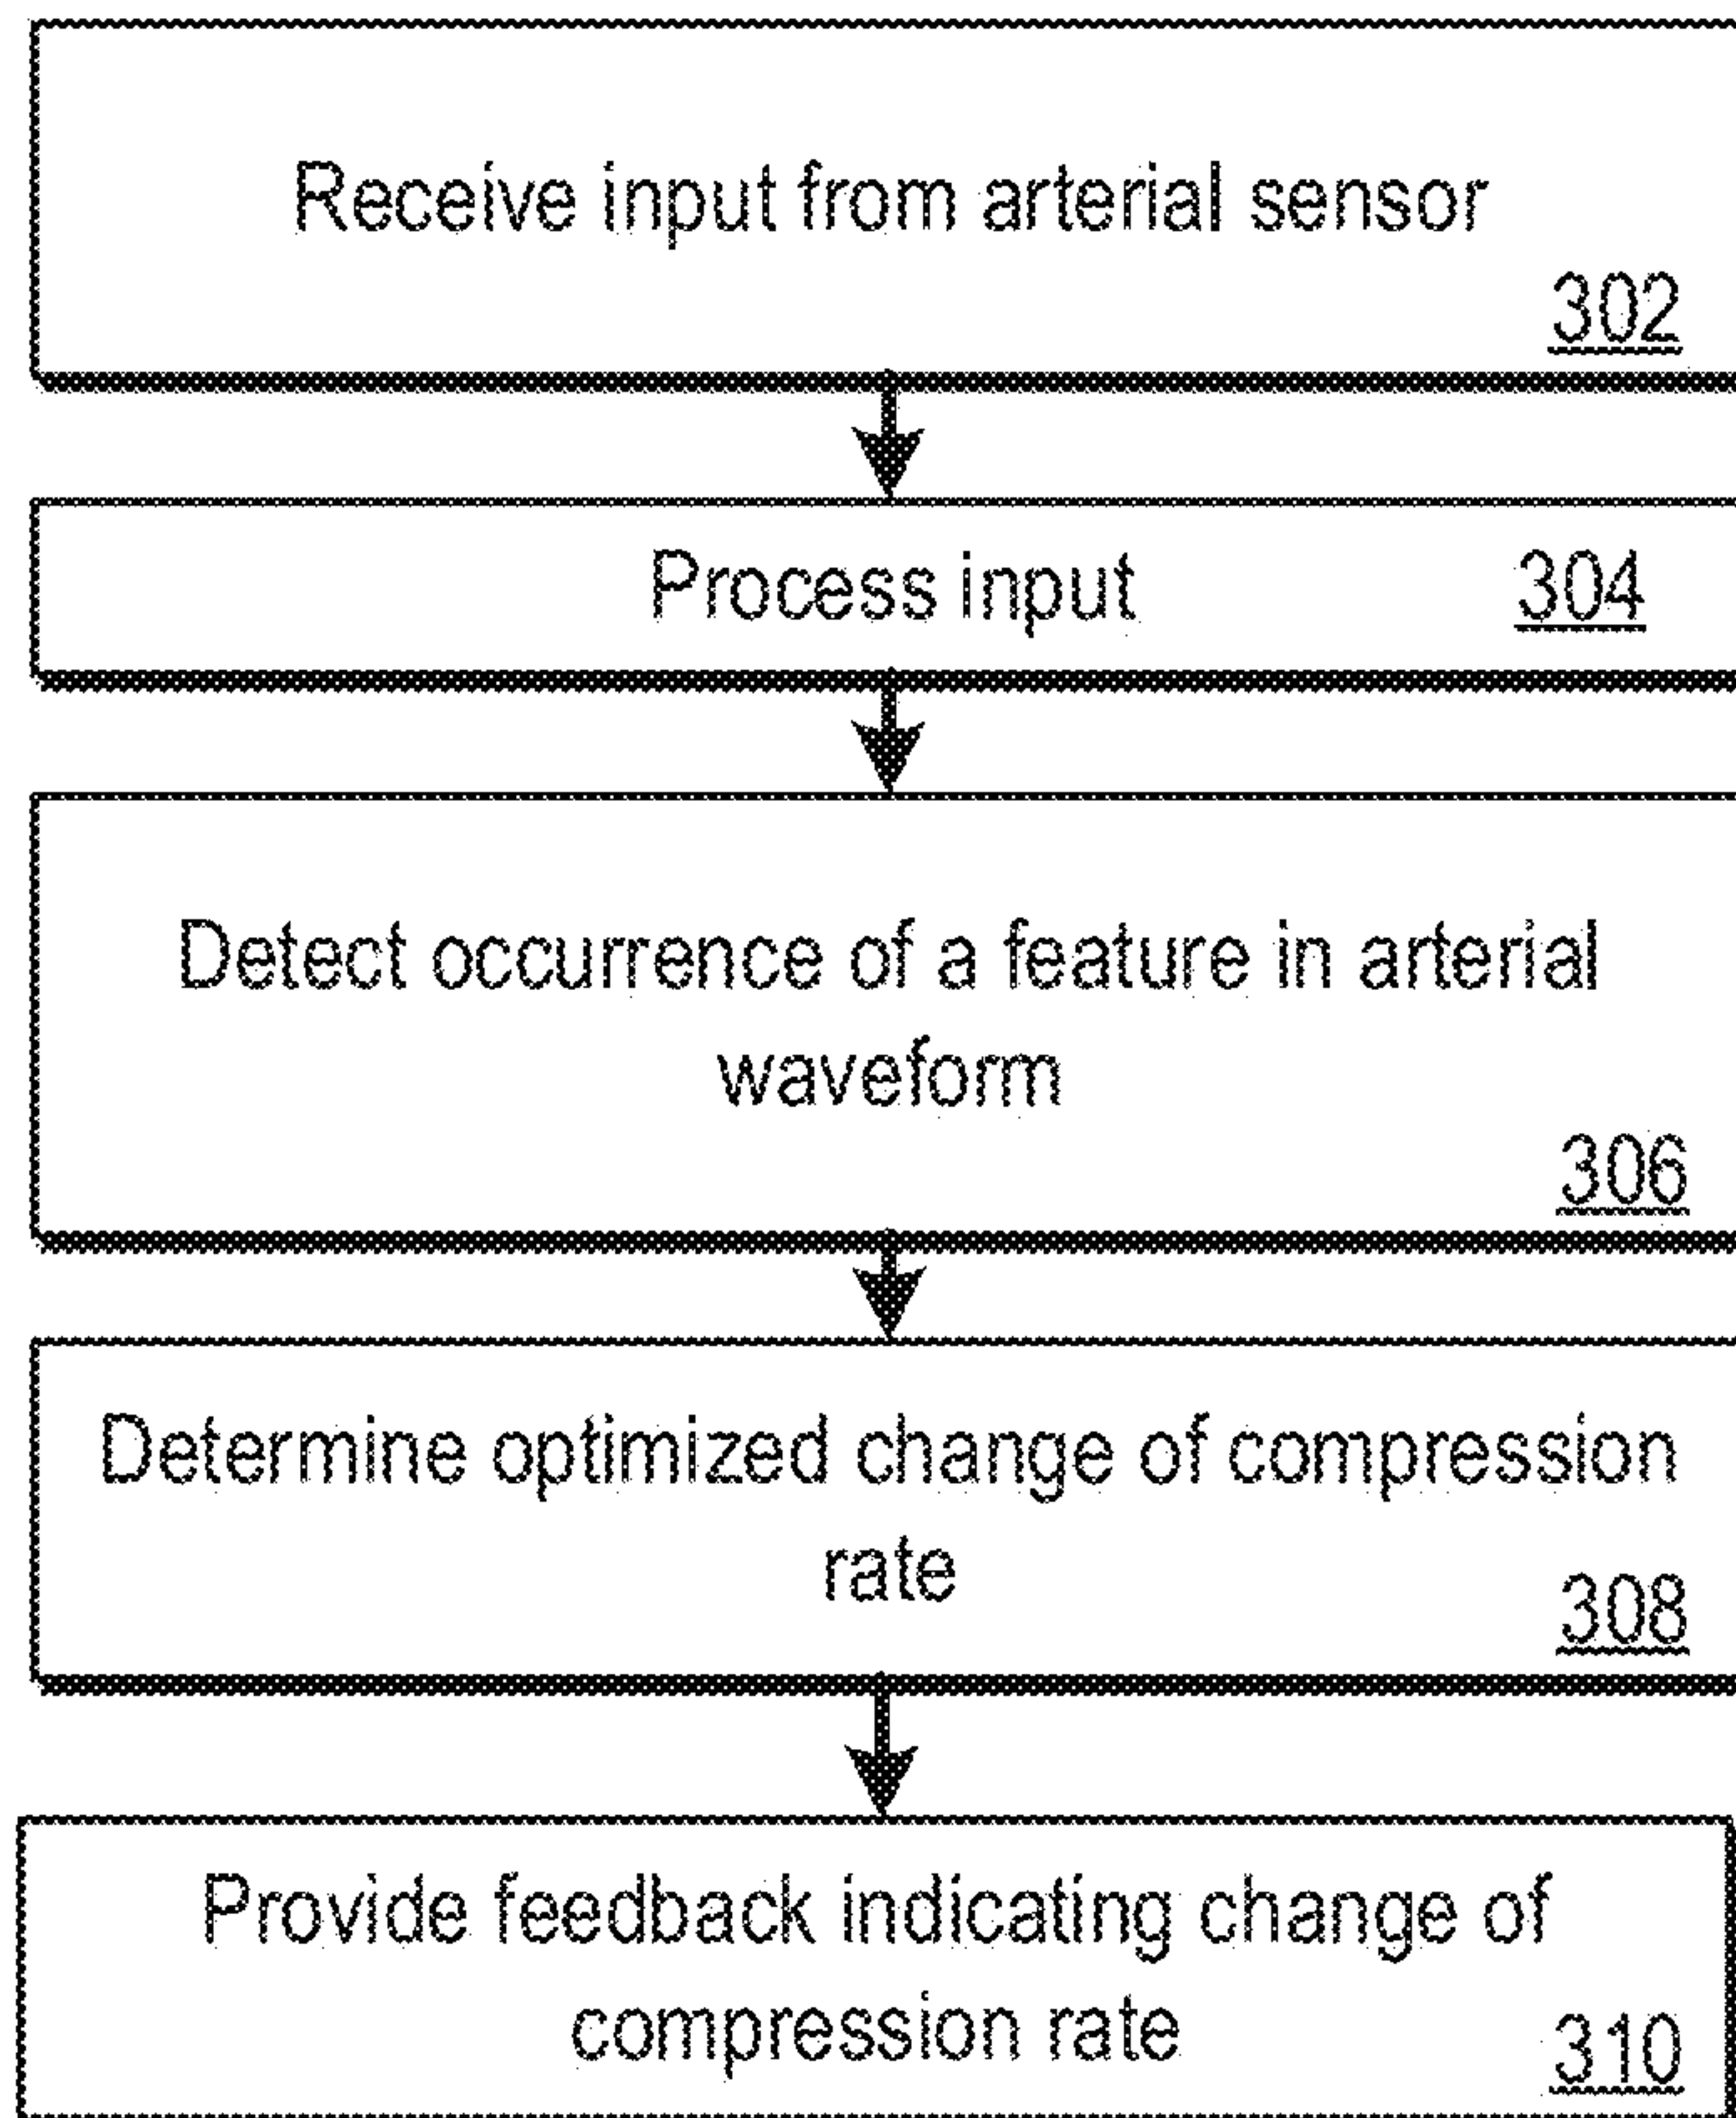 Receive input from arterial sensor
302
Process input 304
Detect occurrence of a feature in arterial
waveform
306
Determine optimized change of compression
rate
308
Provide feedback indicating change of
compression rate
310